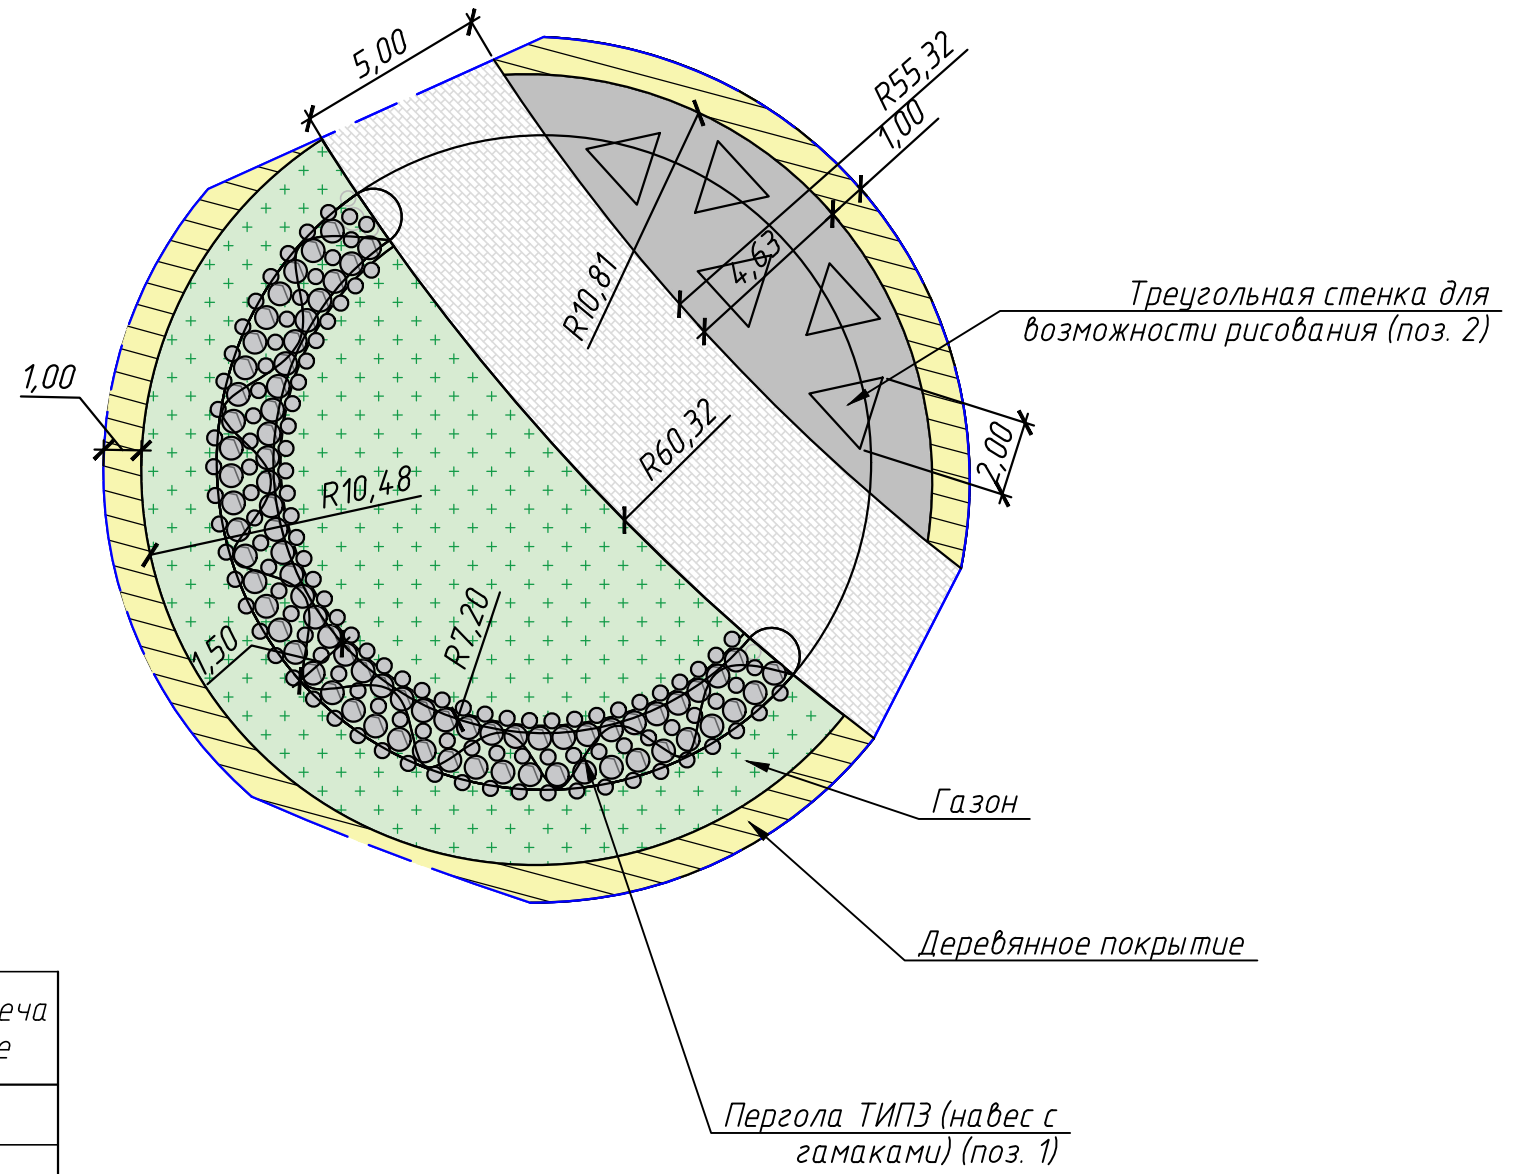 5,00
R55,32
1,00
4,63
R10,81
Треугольная стенка для
возможности рисования (поз. 2)
1,00
R60,32
2,00
R10,48
R7,20
1,50
Газон
Деревянное покрытие
еча
е
Пергола ТИП3 (навес с
гамаками) (поз. 1)